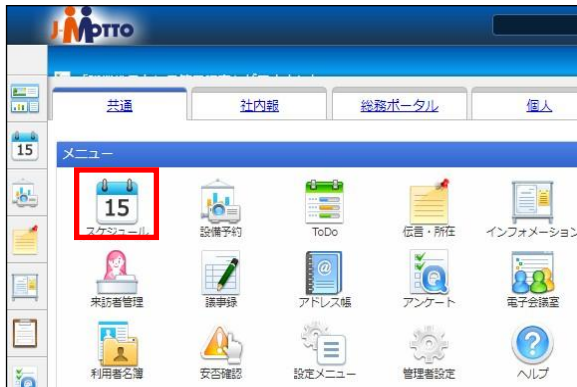 J-MOTTO
共通 社内報 総務ポータル 個人
15
メニュー
15
スケジュール 設備予約 ToDo 伝言・所在 インフォメーション
来訪者管理 議事録 アドレス帳 アンケート 電子会議室
利用者名簿 安否確認 設定メニュー 管理者設定 ヘルプ